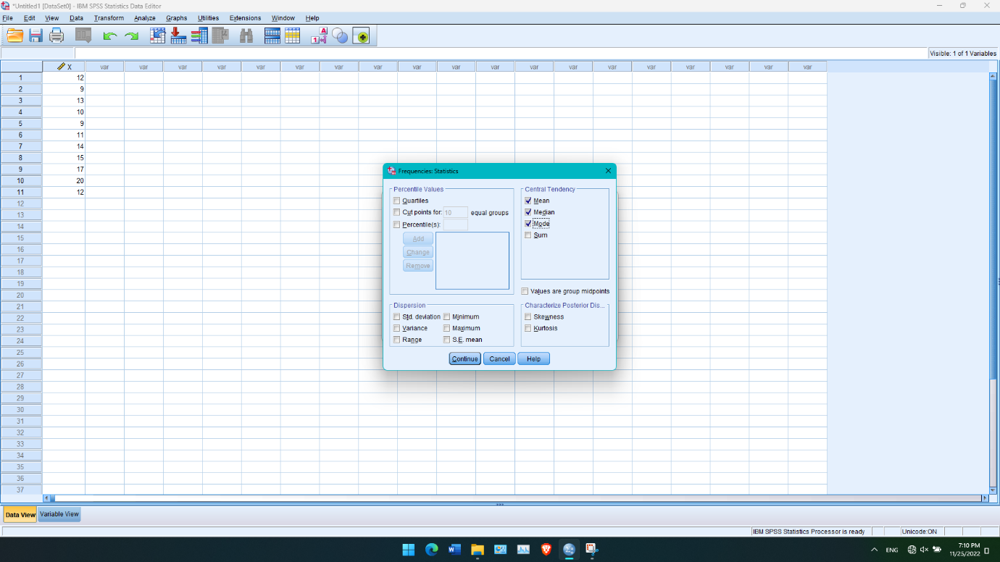 *Untitled1 [DataSet0] - IBM SPSS Statistics Data Editor
File Edit View Data Transform Analyze Graphs Utilities Extensions Window Help
Visible: 1 of 1 Variables
X var var var var var var var var var var var var var var var var var var var
1 12
2 9
3 13
4 10
5 9
6 11
7 14
8 15
9 17
10 20
11 12
12
13
14
15
16
17
18
19
20
21
22
23
24
25
26
27
28
29
30
31
32
33
34
35
36
37
Frequencies: Statistics
Percentile Values
Quartiles
Cut points for: 10 equal groups
Percentile(s):
Add
Change
Remove
Central Tendency
Mean
Median
Mode
Sum
Values are group midpoints
Dispersion
Std. deviation Minimum
Variance Maximum
Range S.E. mean
Characterize Posterior Dis...
Skewness
Kurtosis
Continue Cancel Help
Data View Variable View
IBM SPSS Statistics Processor is ready Unicode:ON
ENG
7:10 PM
11/25/2022